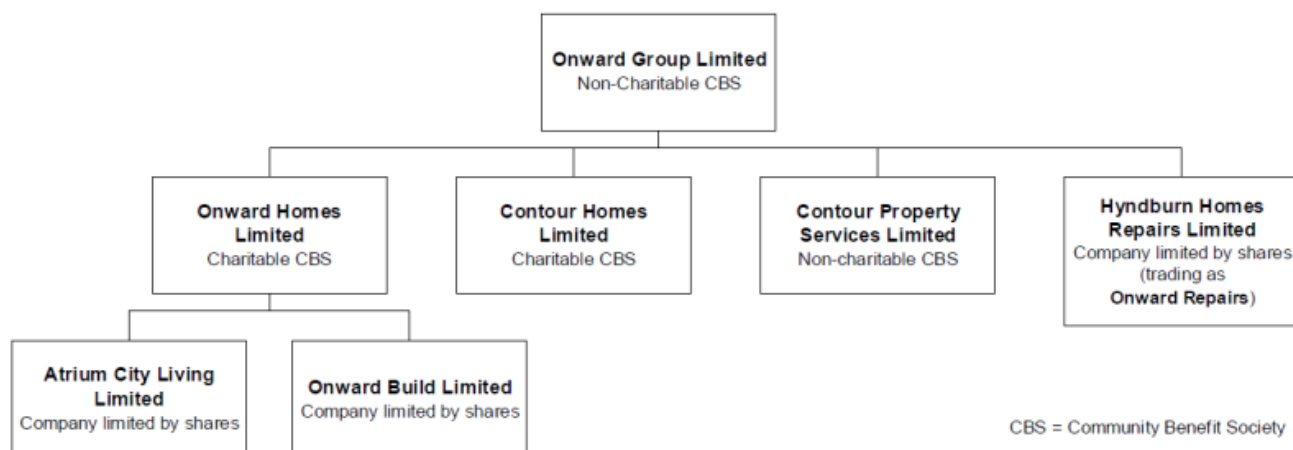 Onward Group Limited
Non-Charitable CBS
Onward Homes
Limited
Charitable CBS
Contour Homes
Limited
Charitable CBS
Contour Property
Services Limited
Non-charitable CBS
Hyndburn Homes
Repairs Limited
Company limited by shares
(trading as
Onward Repairs)
Atrium City Living
Limited
Company limited by shares
Onward Build Limited
Company limited by shares
CBS = Community Benefit Society